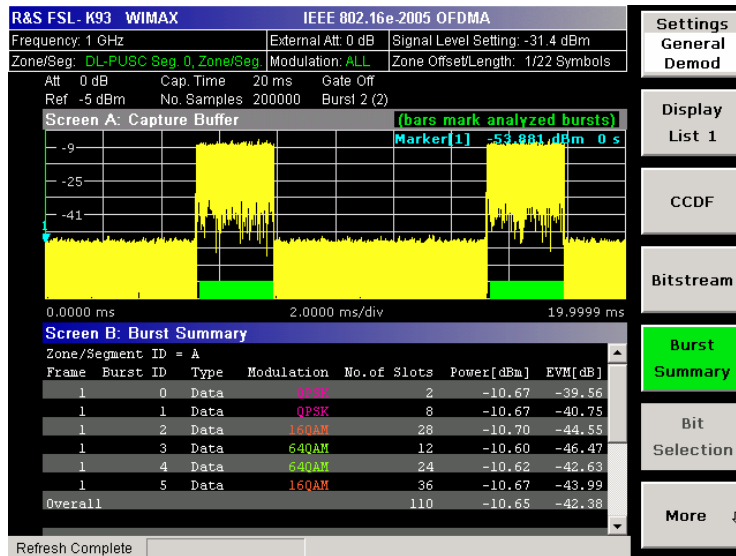 R&S FSL-K93 WIMAX IEEE 802.16e-2005 OFDMA
Frequency: 1 GHz External Att: 0 dB Signal Level Setting: -31.4 dBm
Zone/Seg: DL-PUSC Seg. 0, Zone/Seg. Modulation: ALL Zone Offset/Length: 1/22 Symbols
Att 0 dB Cap. Time 20 ms Gate Off
Ref -5 dBm No. Samples 200000 Burst 2 (2)
Screen A: Capture Buffer (bars mark analyzed bursts)
Marker[1] -53.881 dBm 0 s
-9
-25
-41
1
0.0000 ms 2.0000 ms/div 19.9999 ms
Screen B: Burst Summary
Zone/Segment ID = A
Frame Burst ID Type Modulation No.of Slots Power[dBm] EVM[dB]
1 0 Data QPSK 2 -10.67 -39.56
1 1 Data QPSK 8 -10.67 -40.75
1 2 Data 16QAM 28 -10.70 -44.55
1 3 Data 64QAM 12 -10.60 -46.47
1 4 Data 64QAM 24 -10.62 -42.63
1 5 Data 16QAM 36 -10.67 -43.99
Overall 110 -10.65 -42.38
Refresh Complete
Settings
General
Demod
Display
List 1
CCDF
Bitstream
Burst
Summary
Bit
Selection
More